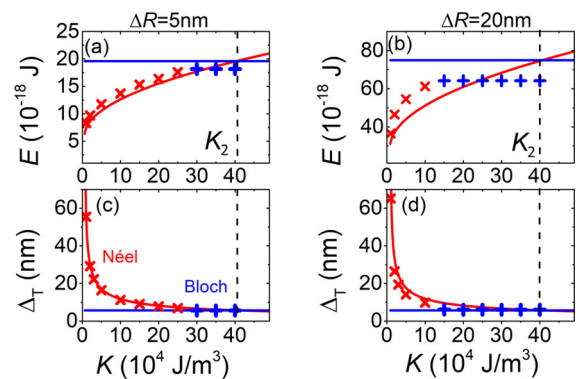 ΔR=5nm ΔR=20nm
(a) (b)
E (10⁻¹⁸ J) 25 20 15 10 5
E (10⁻¹⁸ J) 80 60 40
K₂ K₂
0 10 20 30 40 0 10 20 30 40
(c) (d)
Δ_T (nm) 60 40 20 0
Δ_T (nm) 60 40 20 0
Néel
Bloch
0 10 20 30 40 0 10 20 30 40
K (10⁴ J/m³) K (10⁴ J/m³)